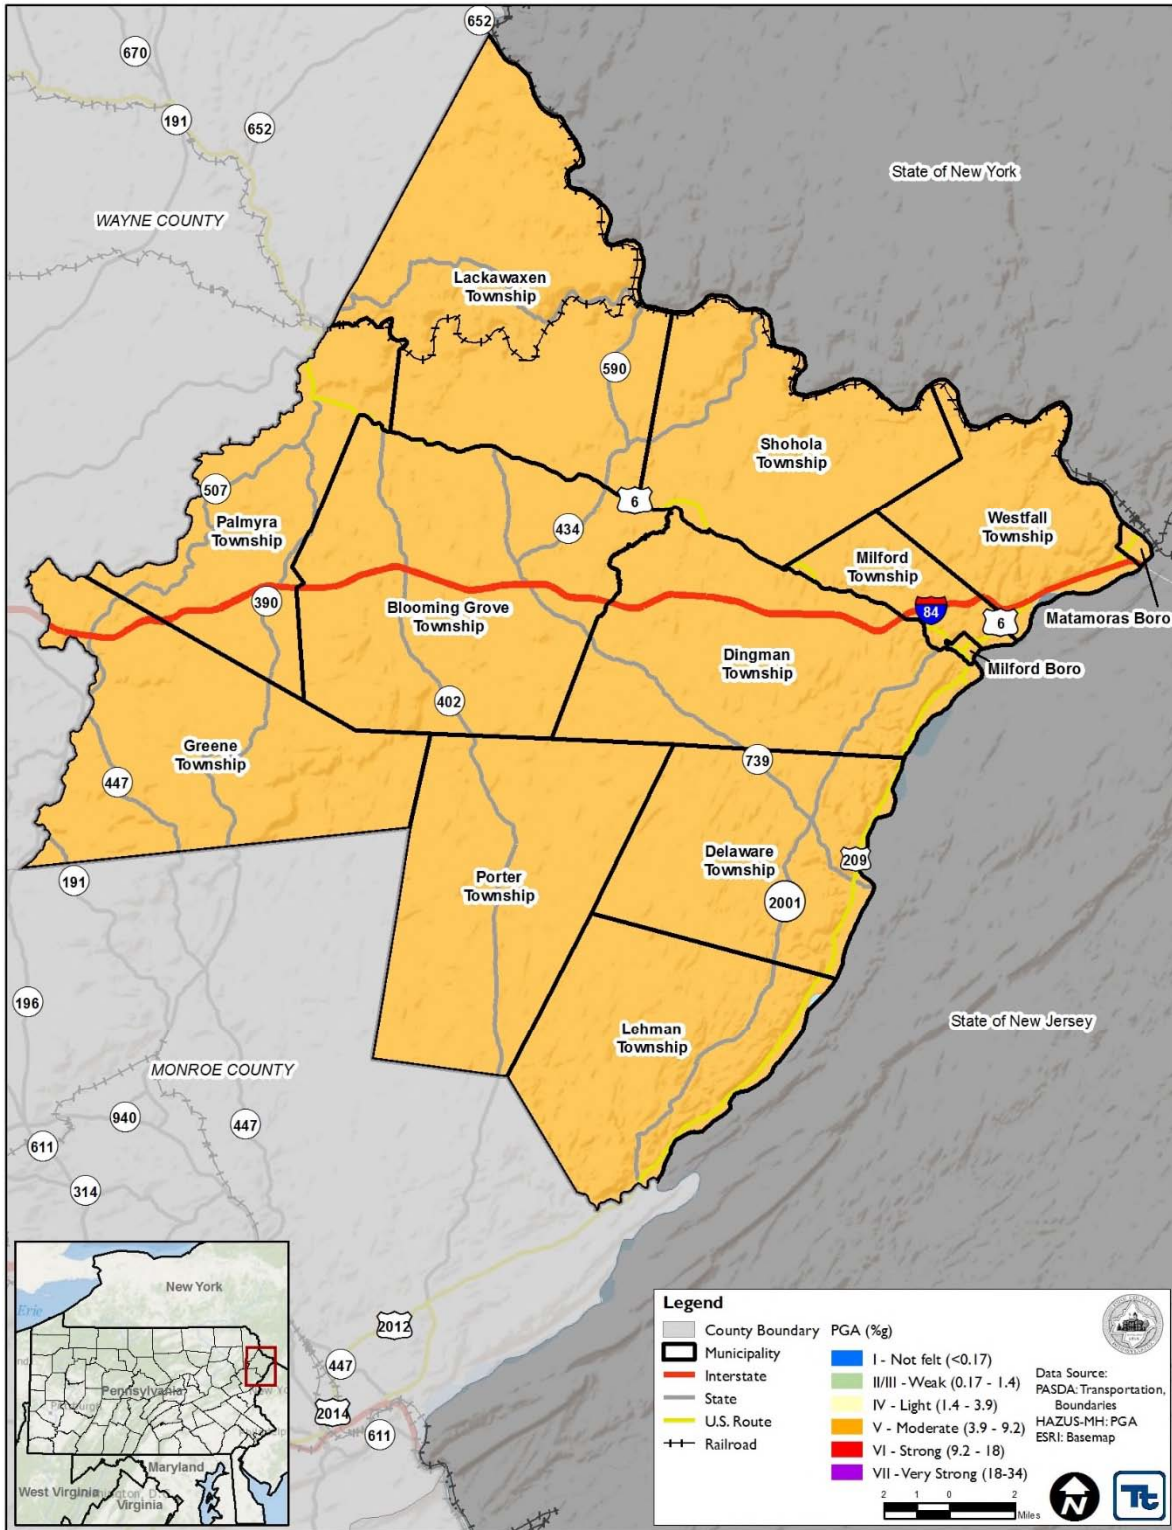 652
670
191
652
State of New York
WAYNE COUNTY
Lackawaxen
Township
590
Shohola
Township
507
6
Palmyra
Township
434
Westfall
Township
Milford
Township
390
Blooming Grove
Township
84
6
Matamoras Boro
Dingman
Township
Milford Boro
402
Greene
Township
739
447
Delaware
Township
209
191
Porter
Township
2001
196
State of New Jersey
Lehman
Township
MONROE COUNTY
940
447
611
314
2012
447
2014
611
New York
Erie
Pennsylvania
Maryland
West Virginia
Virginia
Legend
County Boundary
Municipality
Interstate
State
U.S. Route
Railroad
PGA (%g)
I - Not felt (<0.17)
II/III - Weak (0.17 - 1.4)
IV - Light (1.4 - 3.9)
V - Moderate (3.9 - 9.2)
VI - Strong (9.2 - 18)
VII - Very Strong (18-34)
Data Source:
PASDA: Transportation,
Boundaries
HAZUS-MH: PGA
ESRI: Basemap
2 1 0 2
Miles
N
Tt